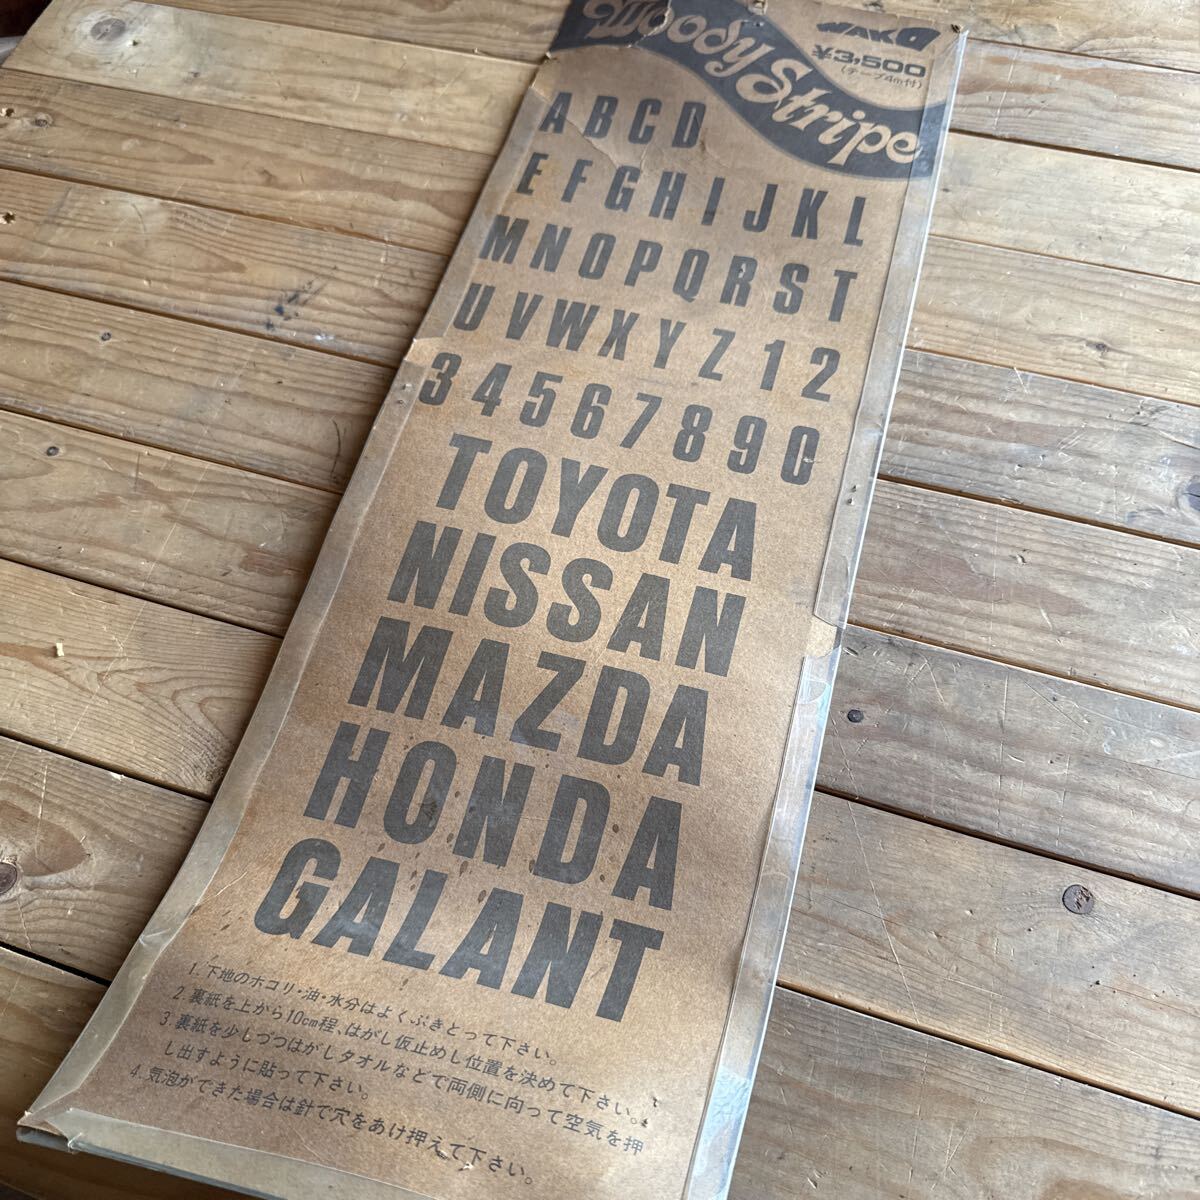 Woody Stripe
WAKO
¥3,500
(テープ4m付)
ABCD
EFGHIJKL
MNOPQRST
UVWXYZ12
34567890
TOYOTA
NISSAN
MAZDA
HONDA
GALANT
1. 下地のホコリ・油・水分はよくふきとって下さい。
2. 裏紙を上から10cm程、はがし仮止めし位置を決めて下さい。
3. 裏紙を少しづつはがしタオルなどで両側に向って空気を押
し出すように貼って下さい。
4. 気泡ができた場合は針で穴をあけ押えて下さい。